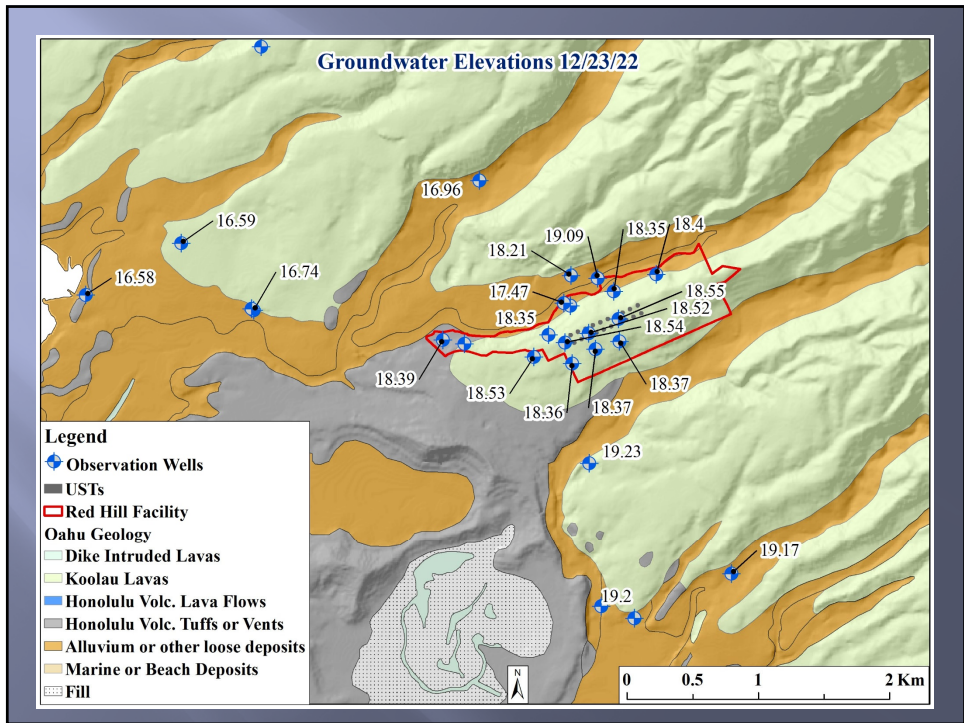 Groundwater Elevations 12/23/22
16.96
16.59
19.09
18.35
18.4
18.21
16.74
16.58
17.47
18.55
18.52
18.35
18.54
18.39
18.53
18.36
18.37
18.37
19.23
19.17
19.2
Legend
Observation Wells
USTs
Red Hill Facility
Oahu Geology
Dike Intruded Lavas
Koolau Lavas
Honolulu Volc. Lava Flows
Honolulu Volc. Tuffs or Vents
Alluvium or other loose deposits
Marine or Beach Deposits
Fill
N
0 0.5 1 2 Km